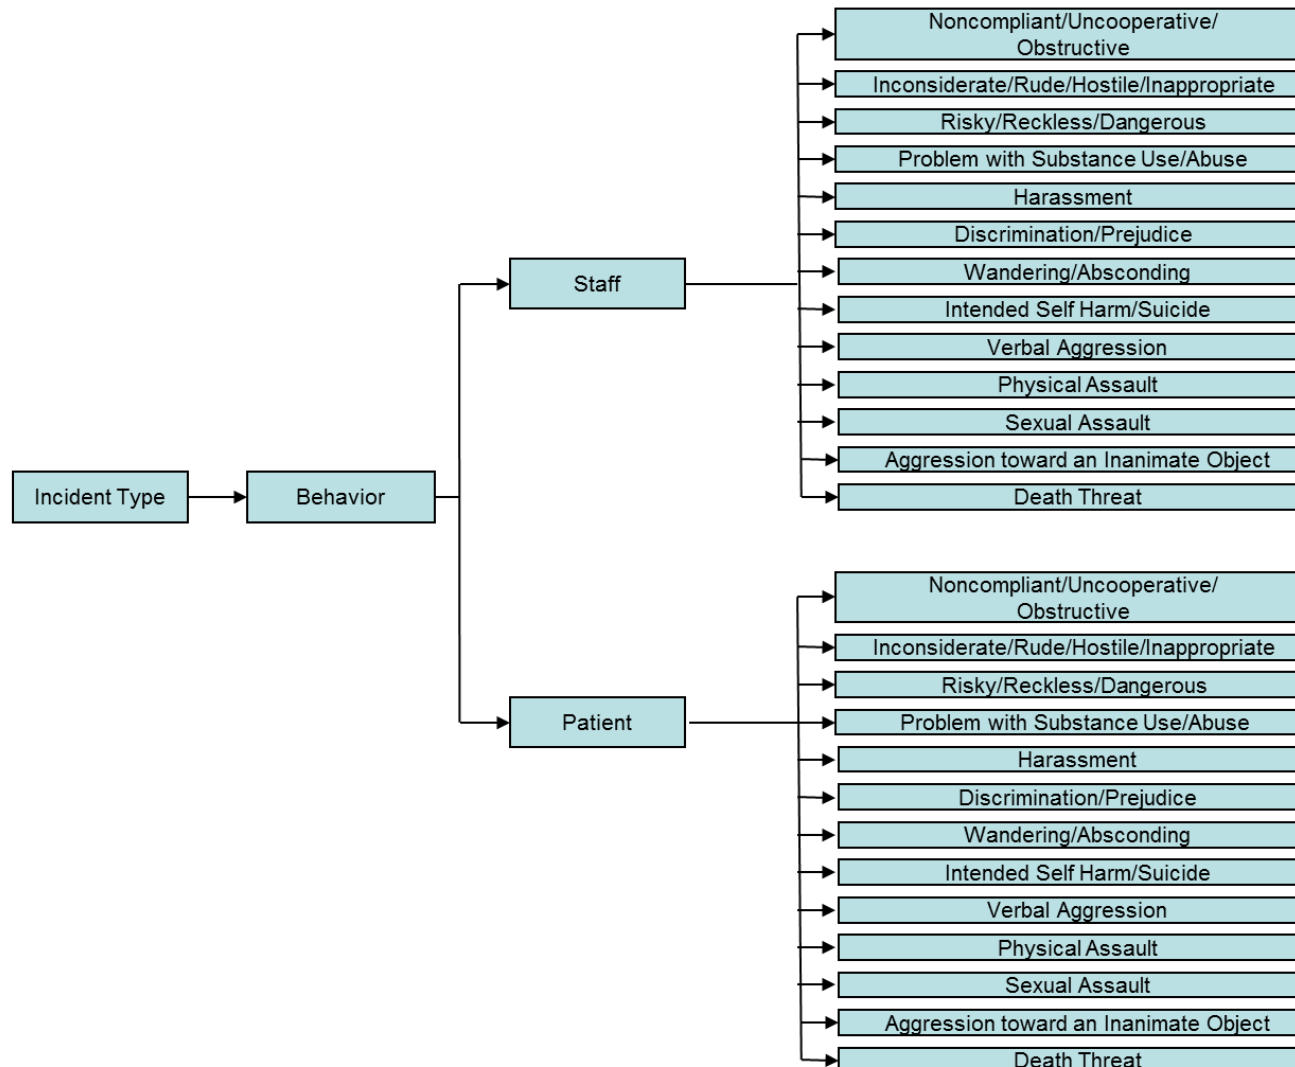 Incident Type
Behavior
Staff
Noncompliant/Uncooperative/
Obstructive
Inconsiderate/Rude/Hostile/Inappropriate
Risky/Reckless/Dangerous
Problem with Substance Use/Abuse
Harassment
Discrimination/Prejudice
Wandering/Absconding
Intended Self Harm/Suicide
Verbal Aggression
Physical Assault
Sexual Assault
Aggression toward an Inanimate Object
Death Threat
Patient
Noncompliant/Uncooperative/
Obstructive
Inconsiderate/Rude/Hostile/Inappropriate
Risky/Reckless/Dangerous
Problem with Substance Use/Abuse
Harassment
Discrimination/Prejudice
Wandering/Absconding
Intended Self Harm/Suicide
Verbal Aggression
Physical Assault
Sexual Assault
Aggression toward an Inanimate Object
Death Threat